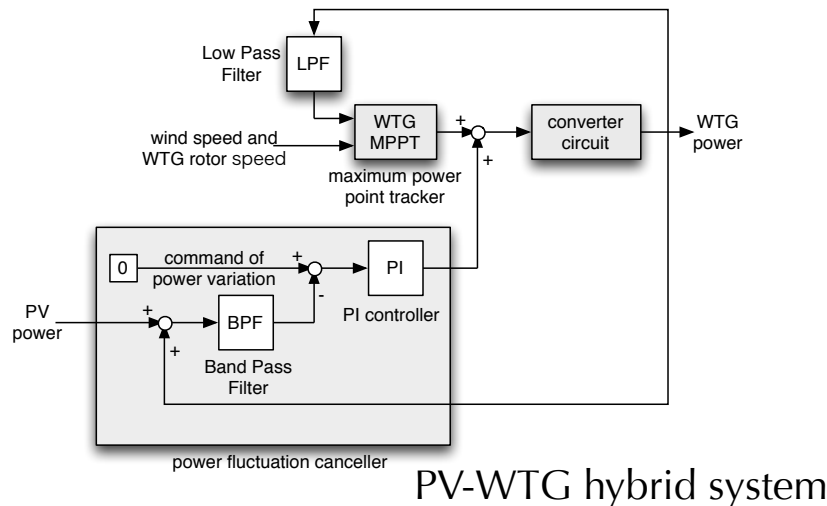 Low Pass
Filter
LPF
wind speed and
WTG rotor speed
WTG
MPPT
maximum power
point tracker
+
+
converter
circuit
WTG
power
0
command of
power variation
+
-
PI
PI controller
PV
power
+
+
BPF
Band Pass
Filter
power fluctuation canceller
PV-WTG hybrid system